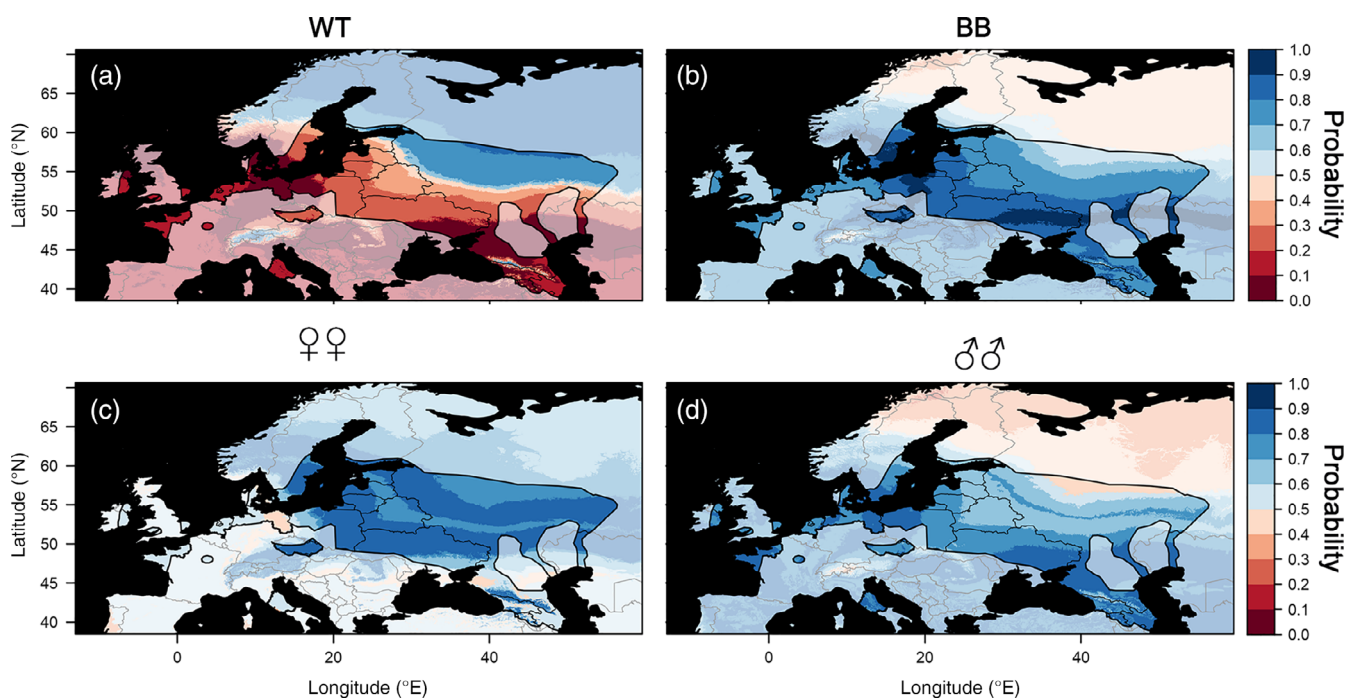 WT
BB
(a)
(b)
Latitude (°N)
65
60
55
50
45
40
1.0
0.9
0.8
0.7
0.6
0.5
0.4
0.3
0.2
0.1
0.0
Probability
♀♀
♂♂
(c)
(d)
Latitude (°N)
65
60
55
50
45
40
1.0
0.9
0.8
0.7
0.6
0.5
0.4
0.3
0.2
0.1
0.0
Probability
0 20 40
0 20 40
Longitude (°E)
Longitude (°E)